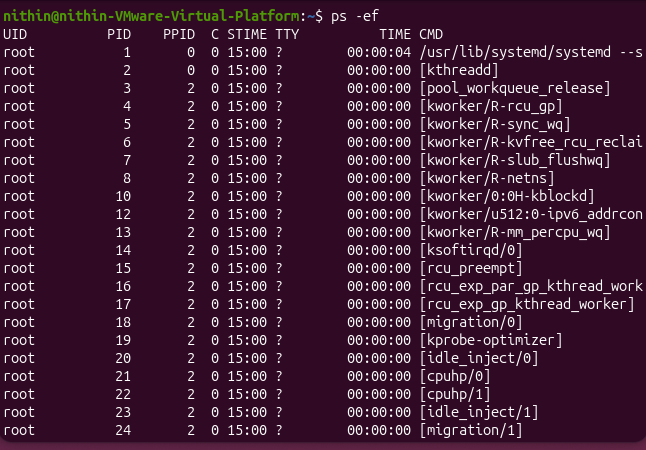 nithin@nithin-VMware-Virtual-Platform:~$ ps -ef
UID          PID    PPID  C STIME TTY          TIME CMD
root           1       0  0 15:00 ?        00:00:04 /usr/lib/systemd/systemd --s
root           2       0  0 15:00 ?        00:00:00 [kthreadd]
root           3       2  0 15:00 ?        00:00:00 [pool_workqueue_release]
root           4       2  0 15:00 ?        00:00:00 [kworker/R-rcu_gp]
root           5       2  0 15:00 ?        00:00:00 [kworker/R-sync_wq]
root           6       2  0 15:00 ?        00:00:00 [kworker/R-kvfree_rcu_reclai
root           7       2  0 15:00 ?        00:00:00 [kworker/R-slub_flushwq]
root           8       2  0 15:00 ?        00:00:00 [kworker/R-netns]
root          10       2  0 15:00 ?        00:00:00 [kworker/0:0H-kblockd]
root          12       2  0 15:00 ?        00:00:00 [kworker/u512:0-ipv6_addrcon
root          13       2  0 15:00 ?        00:00:00 [kworker/R-mm_percpu_wq]
root          14       2  0 15:00 ?        00:00:00 [ksoftirqd/0]
root          15       2  0 15:00 ?        00:00:00 [rcu_preempt]
root          16       2  0 15:00 ?        00:00:00 [rcu_exp_par_gp_kthread_work
root          17       2  0 15:00 ?        00:00:00 [rcu_exp_gp_kthread_worker]
root          18       2  0 15:00 ?        00:00:00 [migration/0]
root          19       2  0 15:00 ?        00:00:00 [kprobe-optimizer]
root          20       2  0 15:00 ?        00:00:00 [idle_inject/0]
root          21       2  0 15:00 ?        00:00:00 [cpuhp/0]
root          22       2  0 15:00 ?        00:00:00 [cpuhp/1]
root          23       2  0 15:00 ?        00:00:00 [idle_inject/1]
root          24       2  0 15:00 ?        00:00:00 [migration/1]